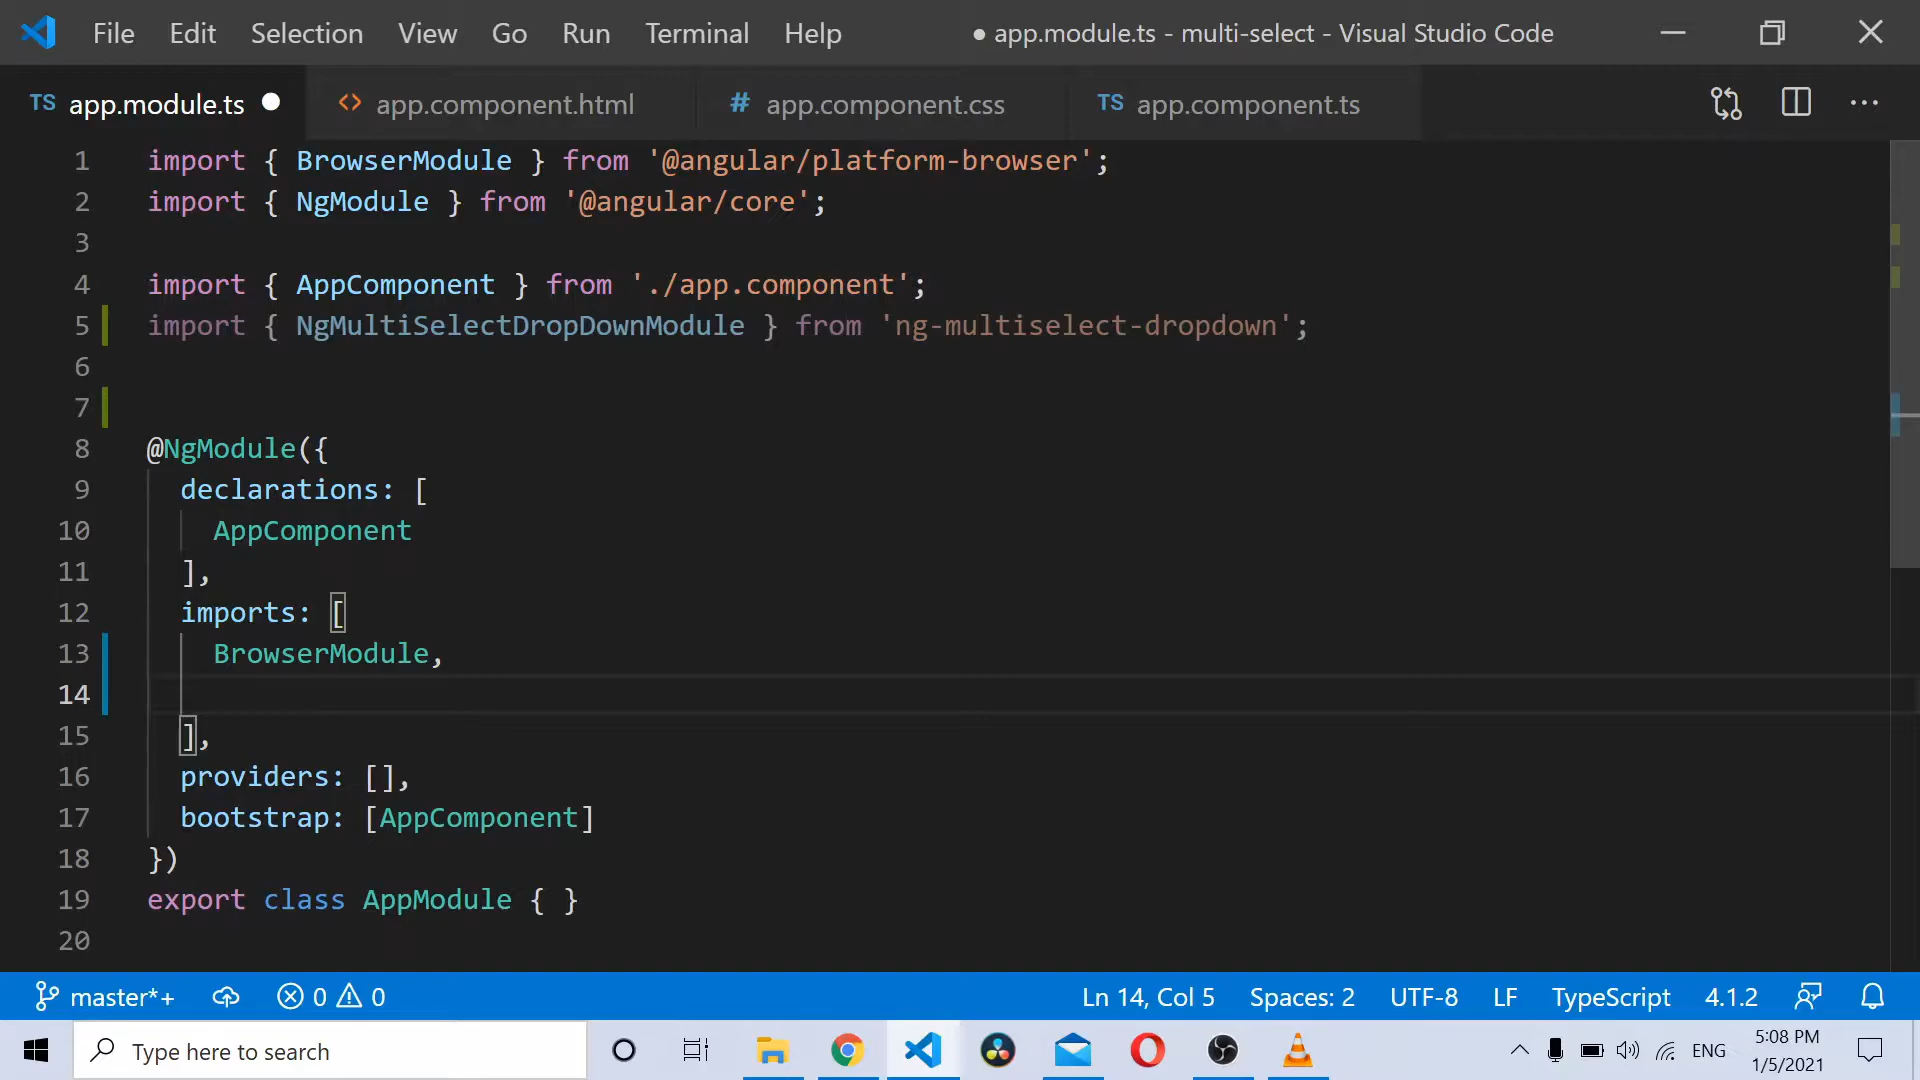 File Edit Selection View Go Run Terminal Help ● app.module.ts - multi-select - Visual Studio Code
TS app.module.ts ● <> app.component.html # app.component.css TS app.component.ts ...
1 import { BrowserModule } from '@angular/platform-browser';
2 import { NgModule } from '@angular/core';
3
4 import { AppComponent } from './app.component';
5 import { NgMultiSelectDropDownModule } from 'ng-multiselect-dropdown';
6
7
8 @NgModule({
9 declarations: [
10 AppComponent
11 ],
12 imports: [
13 BrowserModule,
14
15 ],
16 providers: [],
17 bootstrap: [AppComponent]
18 })
19 export class AppModule { }
20
master*+ 0 0 Ln 14, Col 5 Spaces: 2 UTF-8 LF TypeScript 4.1.2
Type here to search ENG 5:08 PM
1/5/2021